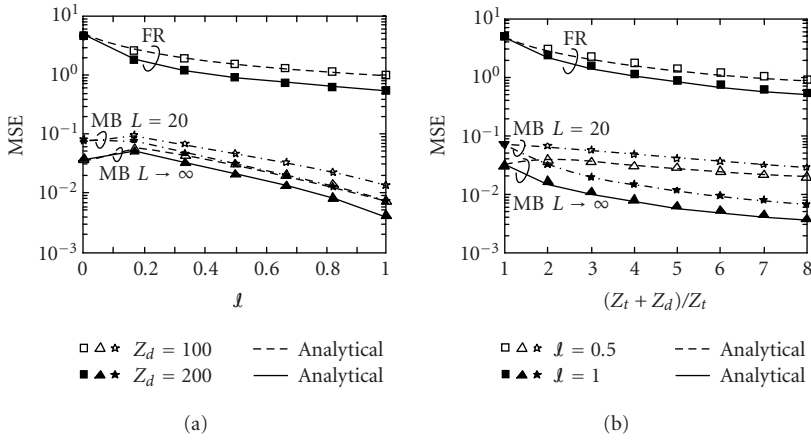 10^1
10^0
10^−1
10^−2
10^−3
MSE
FR
MB L = 20
MB L → ∞
0 0.2 0.4 0.6 0.8 1
ℓ
Z_d = 100
Z_d = 200
Analytical
Analytical
(a)
10^1
10^0
10^−1
10^−2
10^−3
MSE
FR
MB L = 20
MB L → ∞
1 2 3 4 5 6 7 8
(Z_t + Z_d)/Z_t
ℓ = 0.5
ℓ = 1
Analytical
Analytical
(b)